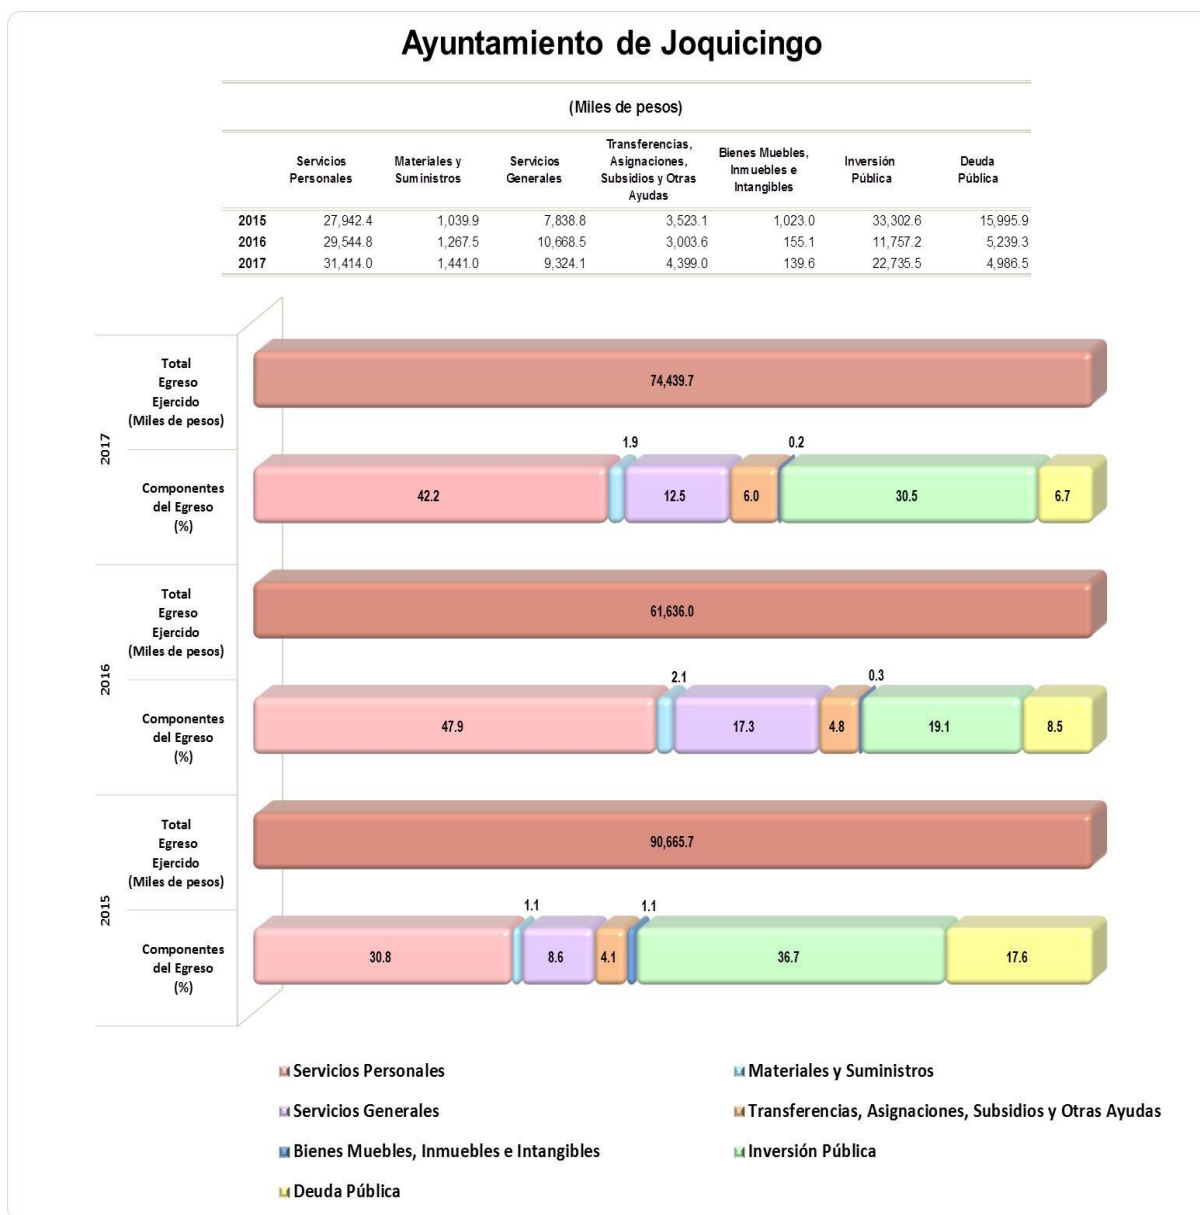 Ayuntamiento de Joquicingo
(Miles de pesos)
Servicios Personales Materiales y Suministros Servicios Generales Transferencias, Asignaciones, Subsidios y Otras Ayudas Bienes Muebles, Inmuebles e Intangibles Inversión Pública Deuda Pública
2015 27,942.4 1,039.9 7,838.8 3,523.1 1,023.0 33,302.6 15,995.9
2016 29,544.8 1,267.5 10,668.5 3,003.6 155.1 11,757.2 5,239.3
2017 31,414.0 1,441.0 9,324.1 4,399.0 139.6 22,735.5 4,986.5
2017
Total
Egreso
Ejercido
(Miles de pesos)
74,439.7
Componentes
del Egreso
(%)
42.2 1.9 12.5 6.0 0.2 30.5 6.7
2016
Total
Egreso
Ejercido
(Miles de pesos)
61,636.0
Componentes
del Egreso
(%)
47.9 2.1 17.3 4.8 0.3 19.1 8.5
2015
Total
Egreso
Ejercido
(Miles de pesos)
90,665.7
Componentes
del Egreso
(%)
30.8 1.1 8.6 4.1 1.1 36.7 17.6
Servicios Personales
Materiales y Suministros
Servicios Generales
Transferencias, Asignaciones, Subsidios y Otras Ayudas
Bienes Muebles, Inmuebles e Intangibles
Inversión Pública
Deuda Pública